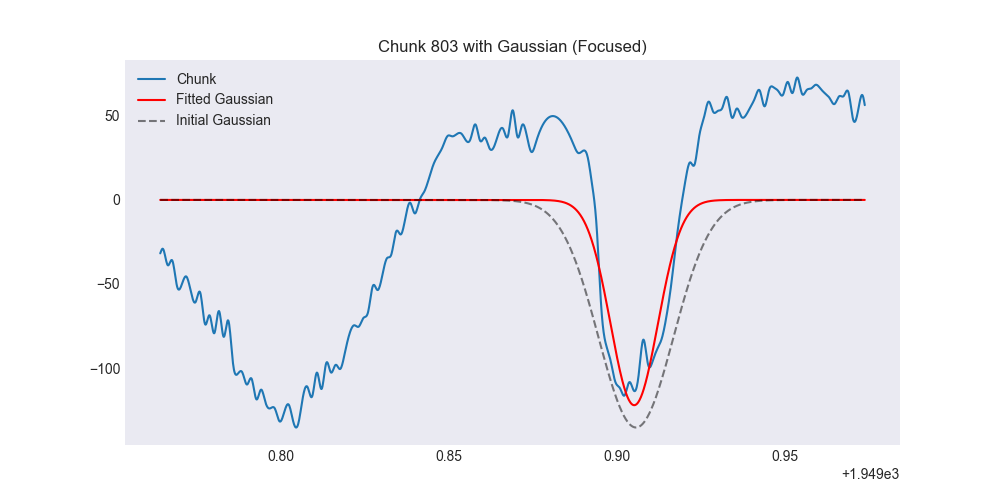 Chunk 803 with Gaussian (Focused)
Chunk
Fitted Gaussian
Initial Gaussian
50
0
−50
−100
0.80 0.85 0.90 0.95
+1.949e3